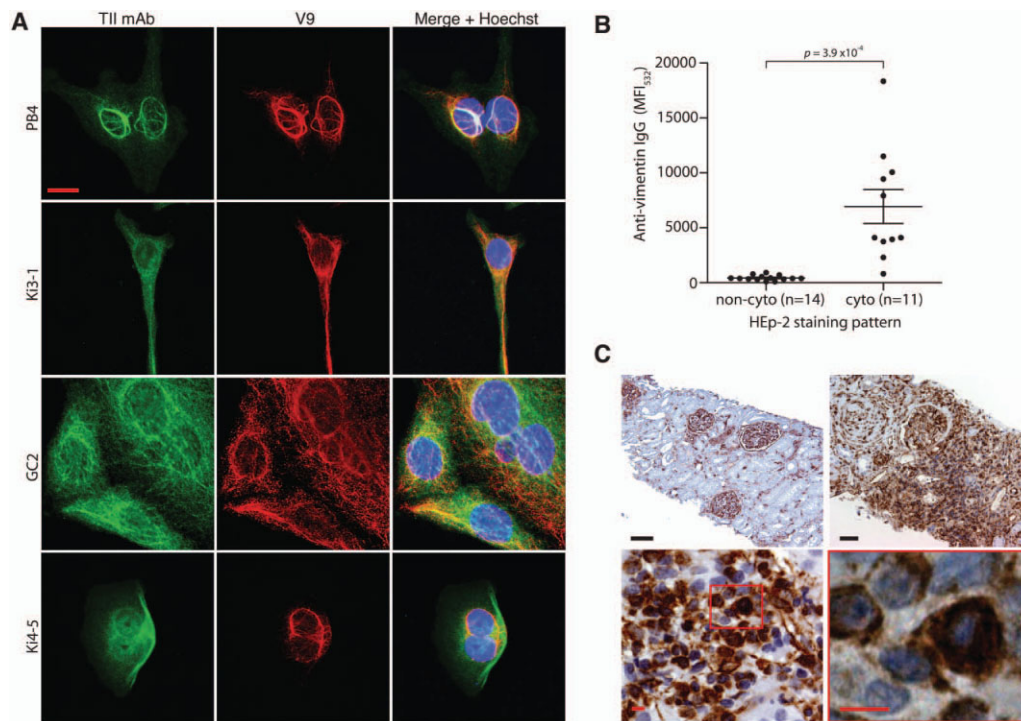 A
TII mAb V9 Merge + Hoechst
PB4
Ki3-1
GC2
Ki4-5
B
p = 3.9 x10⁻⁴
Anti-vimentin IgG (MFI₅₃₂)
20000
15000
10000
5000
0
non-cyto (n=14) cyto (n=11)
HEp-2 staining pattern
C